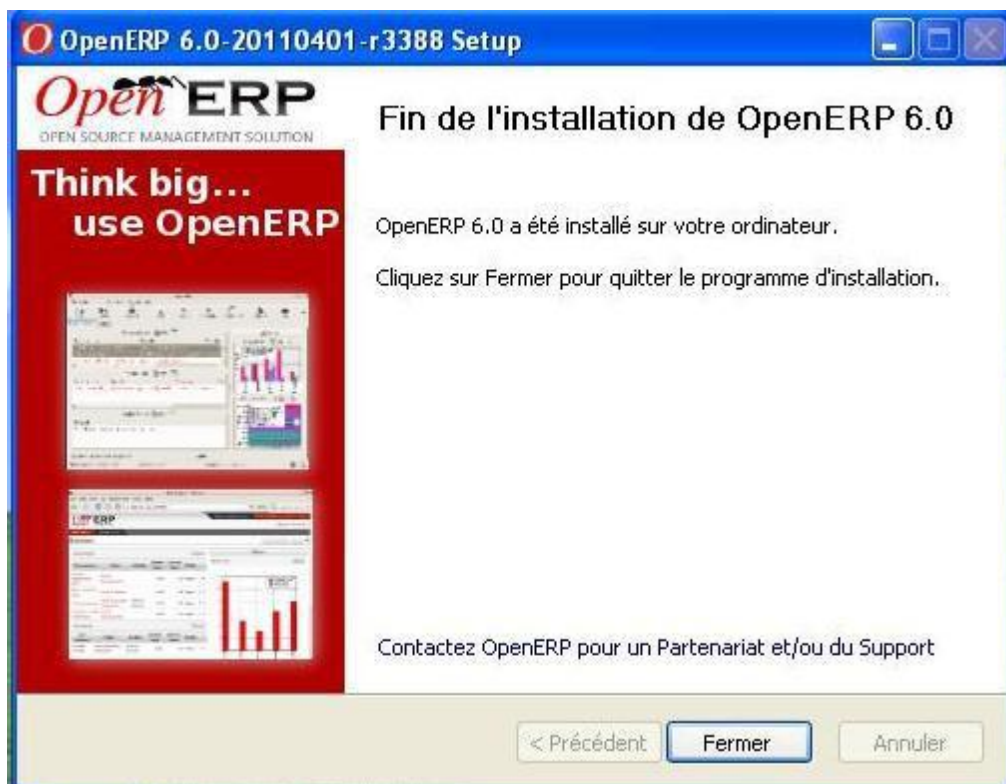 OpenERP 6.0-20110401-r3388 Setup
Open ERP
OPEN SOURCE MANAGEMENT SOLUTION
Think big...
use OpenERP
Fin de l'installation de OpenERP 6.0
OpenERP 6.0 a été installé sur votre ordinateur.
Cliquez sur Fermer pour quitter le programme d'installation.
Contactez OpenERP pour un Partenariat et/ou du Support
< Précédent
Fermer
Annuler